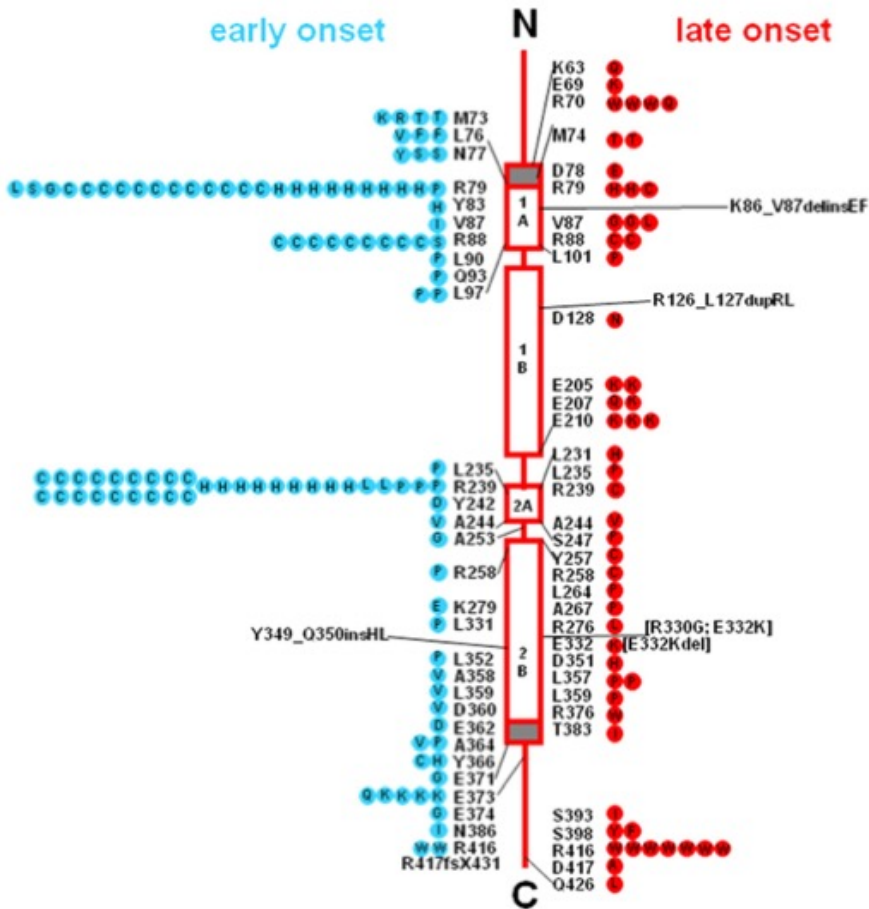 early onset
N
late onset
K63 Q
E69 K
R70 W W W Q
K R T T M73
V F F L76
M74 T T
Y S S N77
D78 E
L S G C C C C C C C C C C C C H H H H H H H H H P R79
R79 H H C
H Y83
1
A
K86_V87delinsEF
I V87
V87 G G L
C C C C C C C C C S R88
R88 C C
P L90
L101 P
P Q93
P P L97
R126_L127dupRL
D128 N
1
B
E205 K K
E207 Q K
E210 K K K
L231 H
P L235
L235 P
C C C C C C C C C
C C C C C C C C C
H H H H H H H H H L L P P P R239
R239 C
D Y242
2A
V A244
A244 V
G A253
S247 P
Y257 C
P R258
R258 C
L264 P
E K279
A267 P
P L331
R276 L
[R330G; E332K]
Y349_Q350insHL
E332 K
[E332Kdel]
2
B
P L352
D351 H
V A358
L357 P P
V L359
L359 P
V D360
R376 W
D E362
T383 I
V P A364
C H Y366
G E371
Q K K K K E373
G E374
S393 I
I N386
S398 Y F
W W R416
R416 W W W W W W W
R417fsX431
D417 A
Q426 L
C